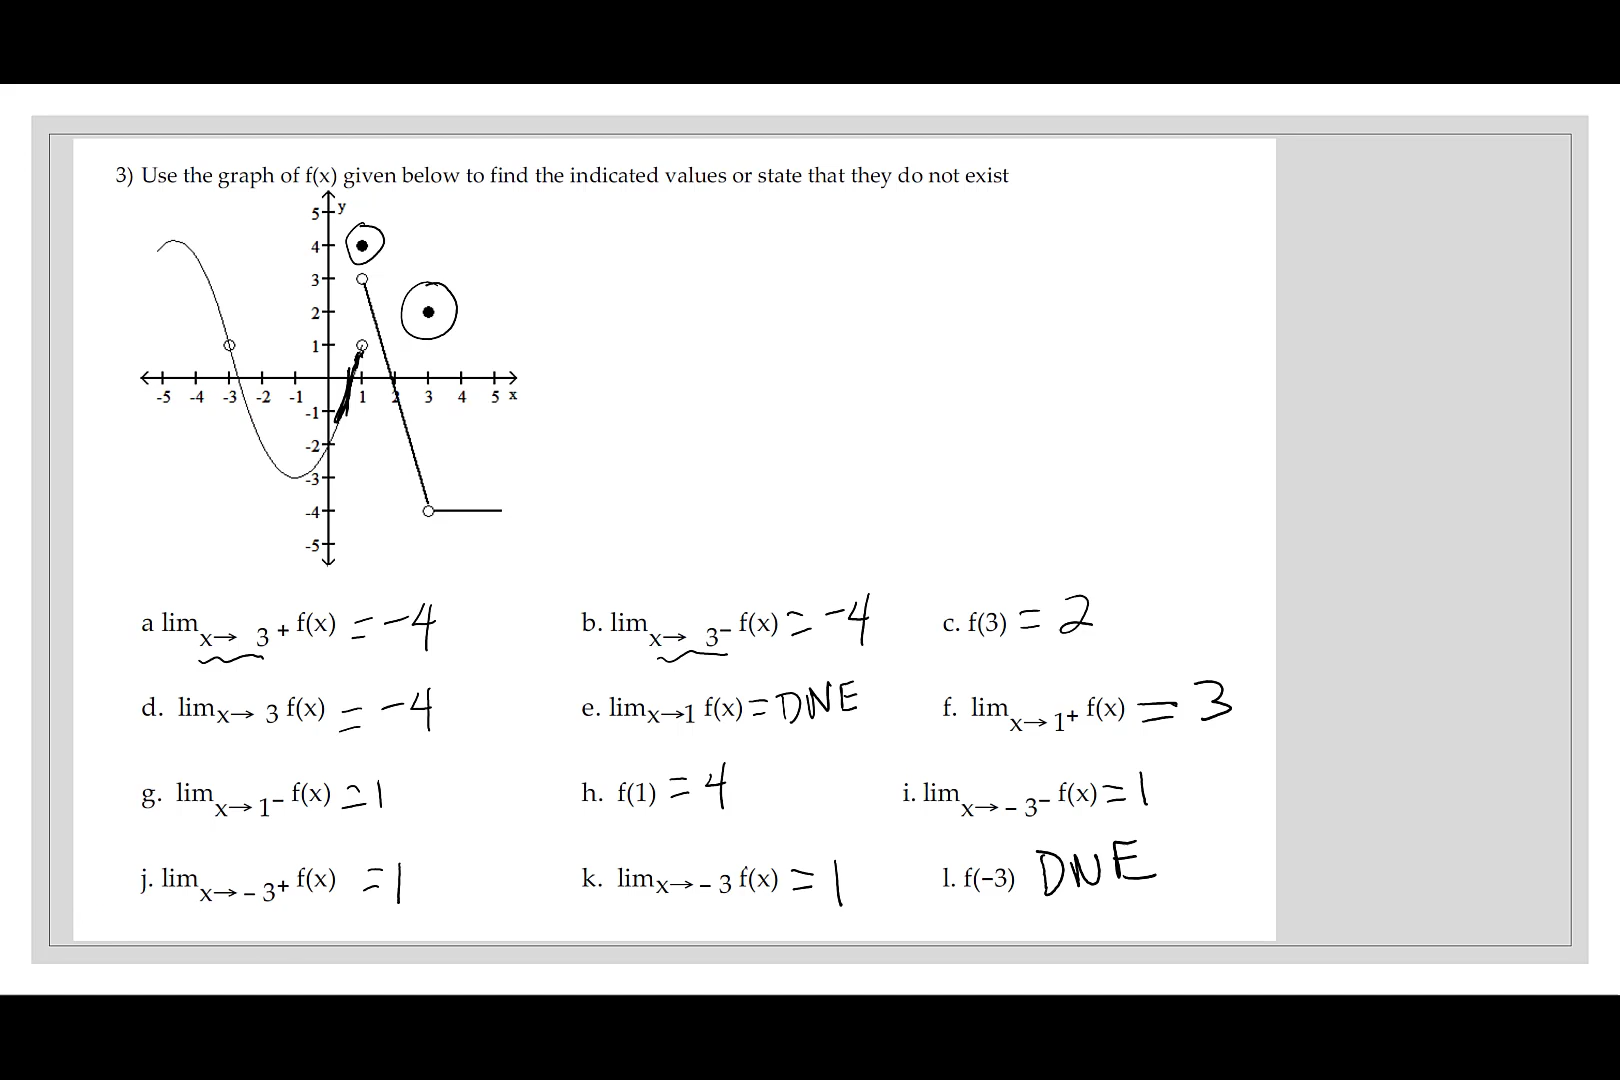 3) Use the graph of f(x) given below to find the indicated values or state that they do not exist
5 y
4
3
2
1
-5 -4 -3 -2 -1 1 2 3 4 5 x
-1
-2
-3
-4
-5
a lim x→ 3 + f(x) = -4 b. lim x→ 3− f(x) = -4 c. f(3) = 2
d. lim x→ 3 f(x) = -4 e. lim x→1 f(x) = DNE f. lim x→ 1+ f(x) = 3
g. lim x→ 1− f(x) = 1 h. f(1) = 4 i. lim x→ − 3− f(x) = 1
j. lim x→ − 3+ f(x) = 1 k. lim x→ − 3 f(x) = 1 l. f(−3) DNE